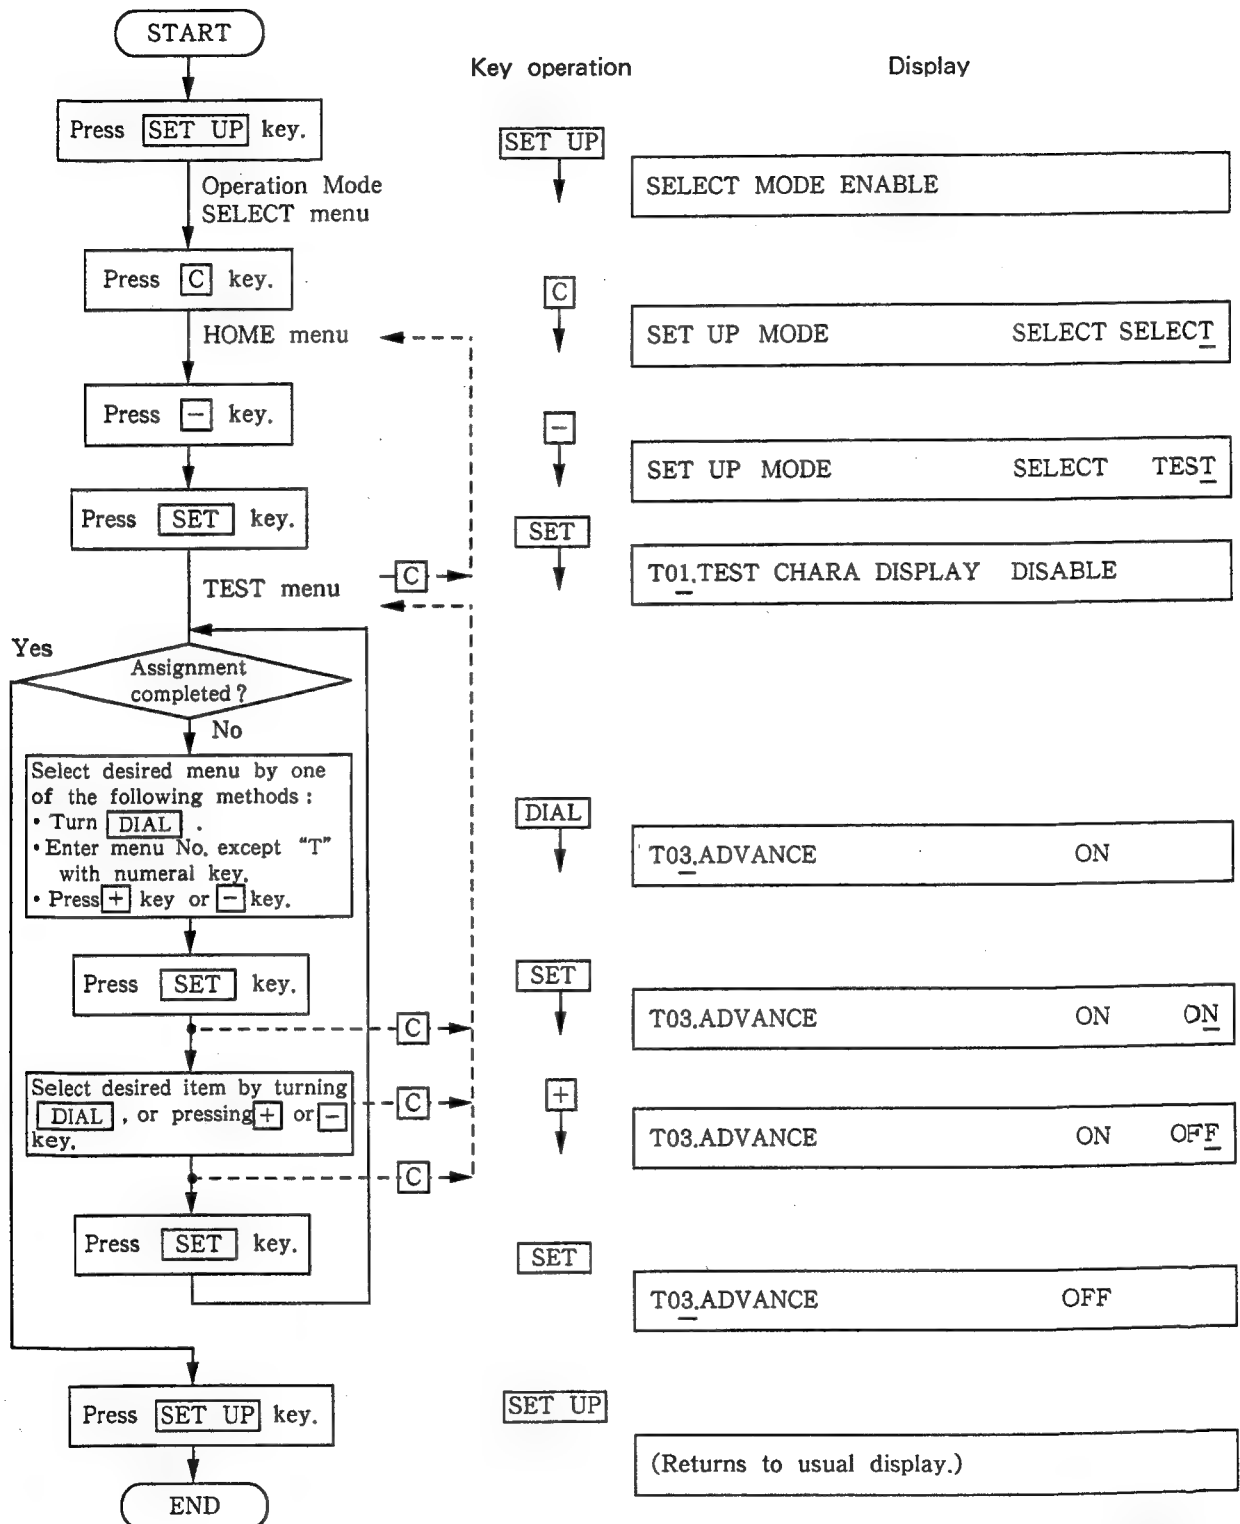 START
Press SET UP key.
Operation Mode
SELECT menu
Press C key.
HOME menu
Press − key.
Press SET key.
TEST menu
C
Yes
Assignment
completed ?
No
Select desired menu by one
of the following methods :
• Turn DIAL .
• Enter menu No. except “T”
with numeral key.
• Press + key or − key.
Press SET key.
C
Select desired item by turning
DIAL , or pressing + or −
key.
C
C
Press SET key.
Press SET UP key.
END
Key operation Display
SET UP
SELECT MODE ENABLE
C
SET UP MODE SELECT SELECT
−
SET UP MODE SELECT TEST
SET
T01.TEST CHARA DISPLAY DISABLE
DIAL
T03.ADVANCE ON
SET
T03.ADVANCE ON ON
+
T03.ADVANCE ON OFF
SET
T03.ADVANCE OFF
SET UP
(Returns to usual display.)